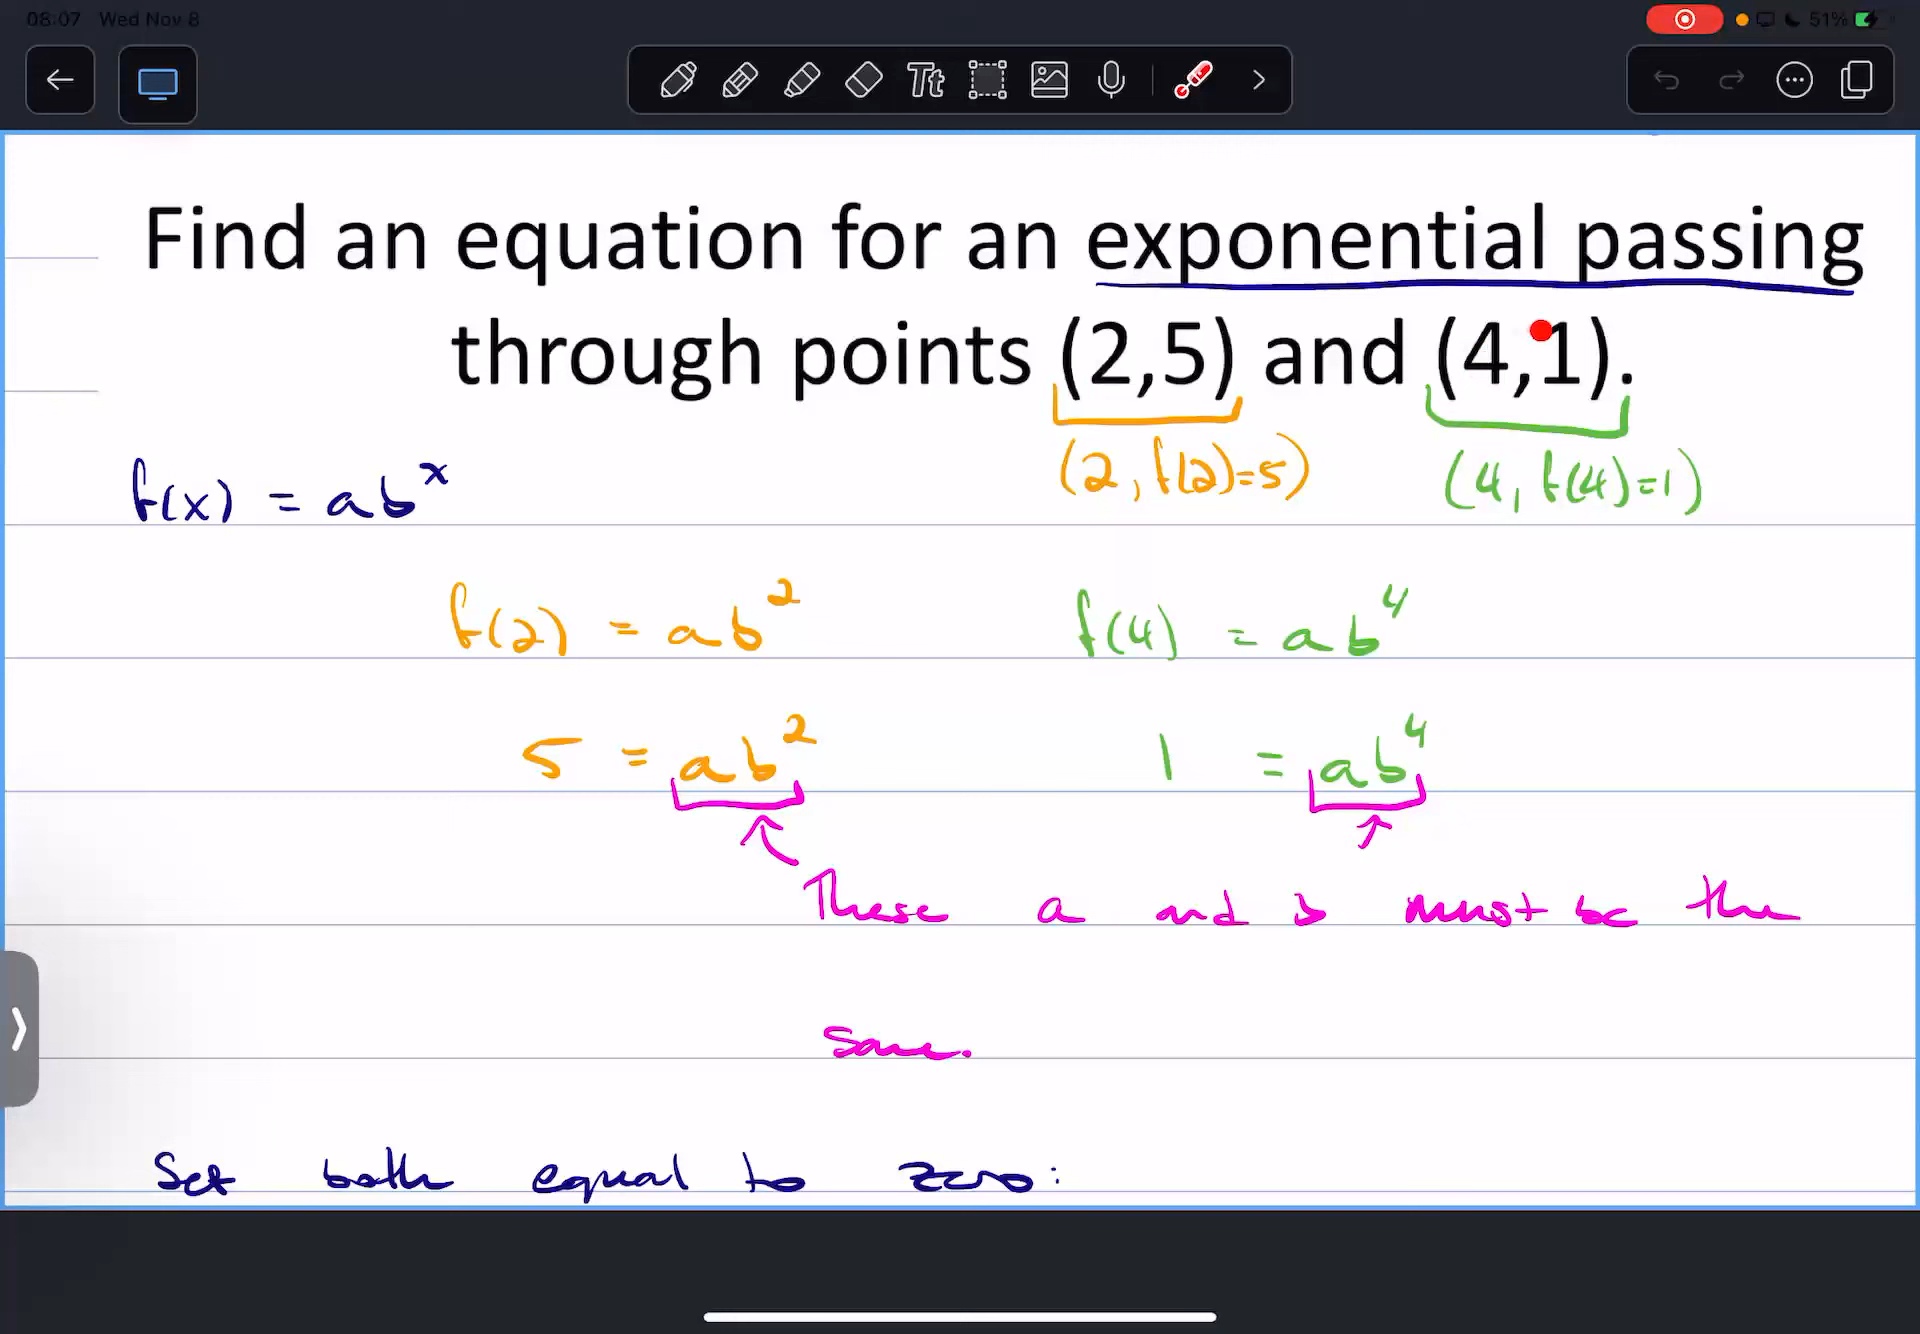 08:07 Wed Nov 8
51%
Tt
Find an equation for an exponential passing
through points (2,5) and (4,1).
(2, f(2)=5) (4, f(4)=1)
f(x) = ab^x
f(2) = ab^2 f(4) = ab^4
5 = ab^2 1 = ab^4
These a and b must be the
same.
Set both equal to zero: